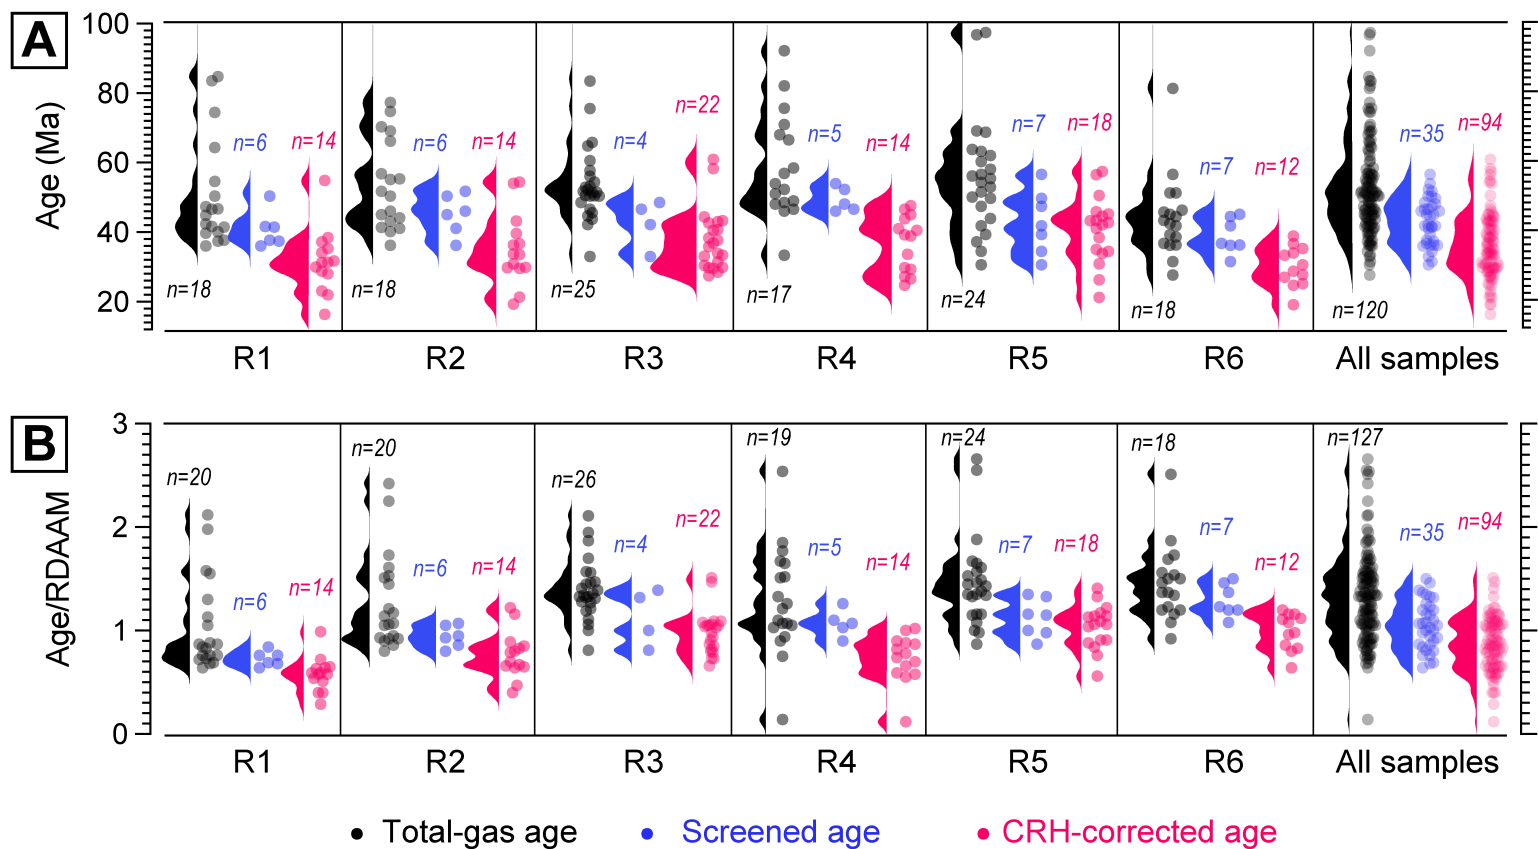 A
Age (Ma)
100
80
60
40
20
n=18
n=6
n=14
n=18
n=6
n=14
n=25
n=4
n=22
n=17
n=5
n=14
n=24
n=7
n=18
n=18
n=7
n=12
n=120
n=35
n=94
R1 R2 R3 R4 R5 R6 All samples
B
Age/RDAAM
3
2
1
0
n=20
n=6
n=14
n=20
n=6
n=14
n=26
n=4
n=22
n=19
n=5
n=14
n=24
n=7
n=18
n=18
n=7
n=12
n=127
n=35
n=94
R1 R2 R3 R4 R5 R6 All samples
Total-gas age Screened age CRH-corrected age